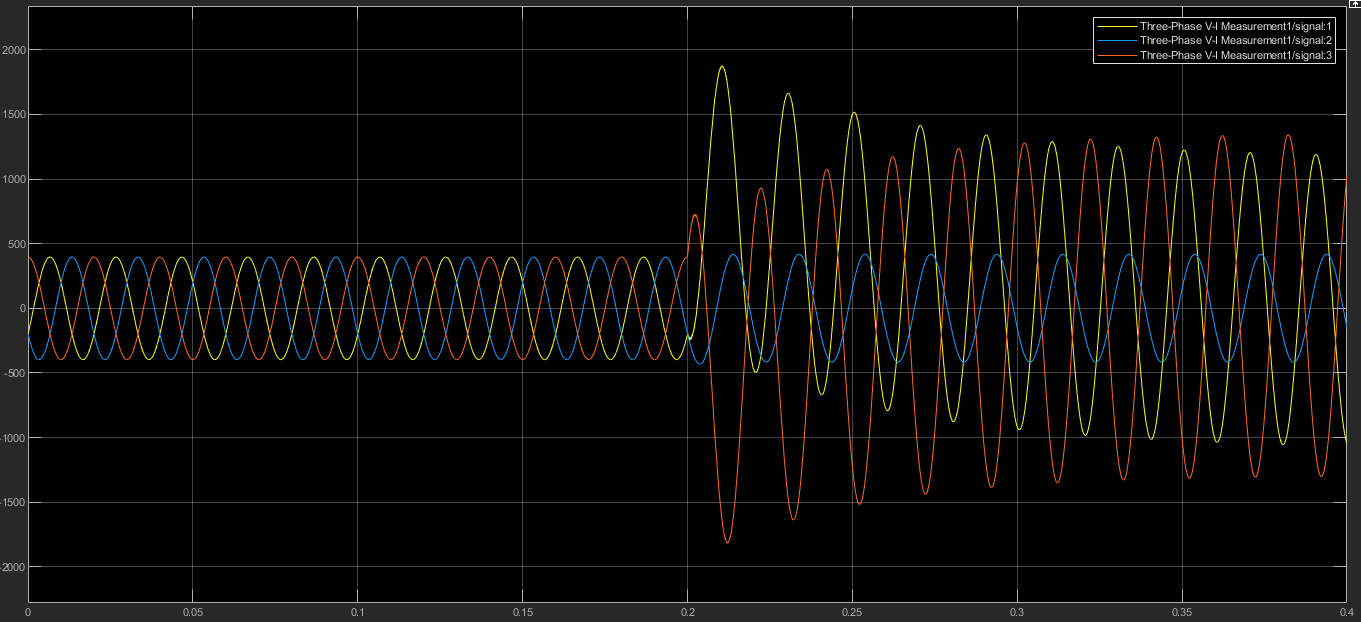 Three-Phase V-I Measurement1/signal:1
Three-Phase V-I Measurement1/signal:2
Three-Phase V-I Measurement1/signal:3
2000
1500
1000
500
0
-500
-1000
-1500
-2000
0 0.05 0.1 0.15 0.2 0.25 0.3 0.35 0.4